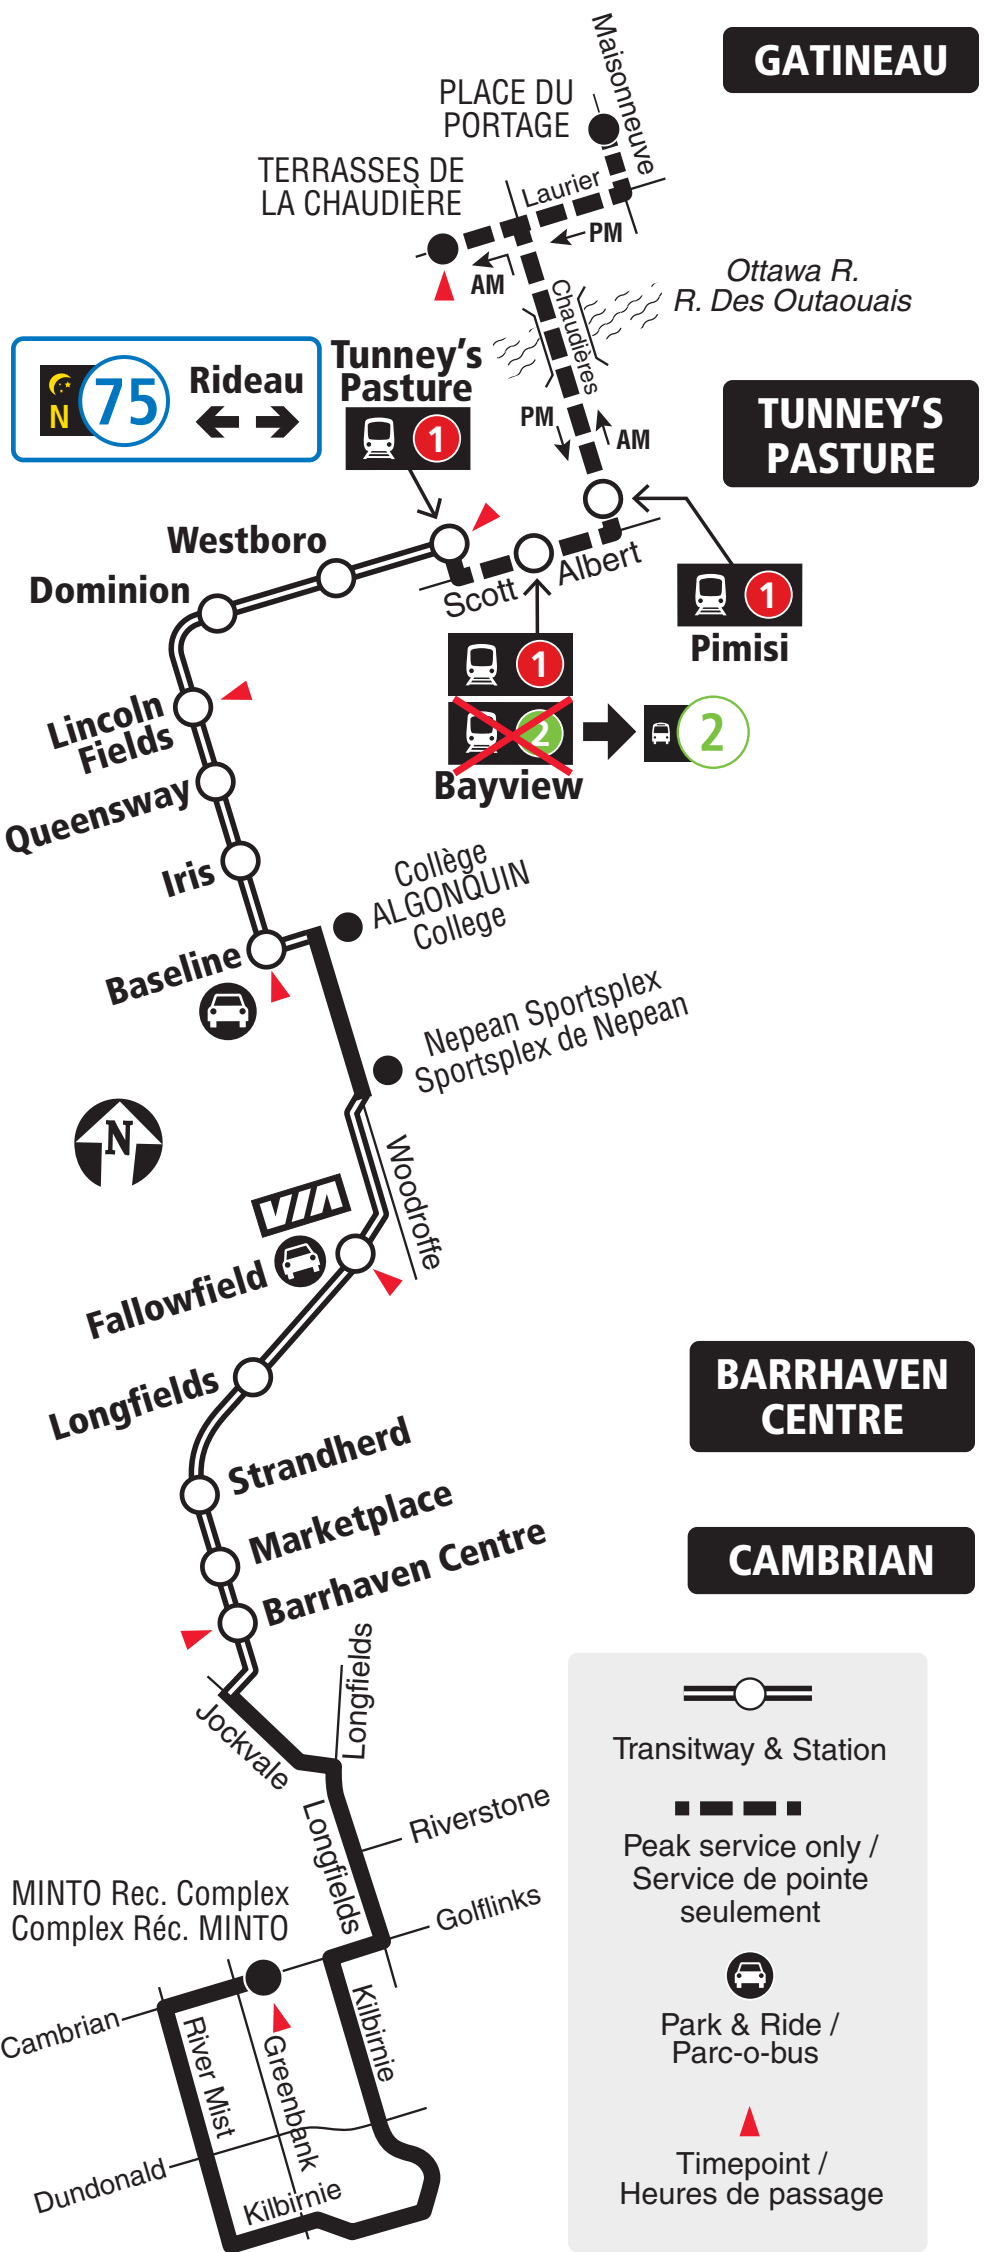 Maisonneuve
GATINEAU
PLACE DU
PORTAGE
TERRASSES DE
LA CHAUDIÈRE
Laurier
PM
AM
Ottawa R.
R. Des Outaouais
Chaudières
N
75
Rideau
Tunney's
Pasture
1
PM
AM
TUNNEY'S
PASTURE
Westboro
Dominion
Scott
Albert
1
Pimisi
1
2
2
Bayview
Lincoln
Fields
Queensway
Iris
Baseline
Collège
ALGONQUIN
College
Nepean Sportsplex
Sportsplex de Nepean
N
Woodroffe
VIA
Fallowfield
Longfields
BARRHAVEN
CENTRE
Strandherd
Marketplace
Barrhaven Centre
CAMBRIAN
Longfields
Jockvale
Longfields
Riverstone
Golflinks
MINTO Rec. Complex
Complex Réc. MINTO
Cambrian
River Mist
Greenbank
Kilbirnie
Dundonald
Kilbirnie
Transitway & Station
Peak service only /
Service de pointe
seulement
Park & Ride /
Parc-o-bus
Timepoint /
Heures de passage